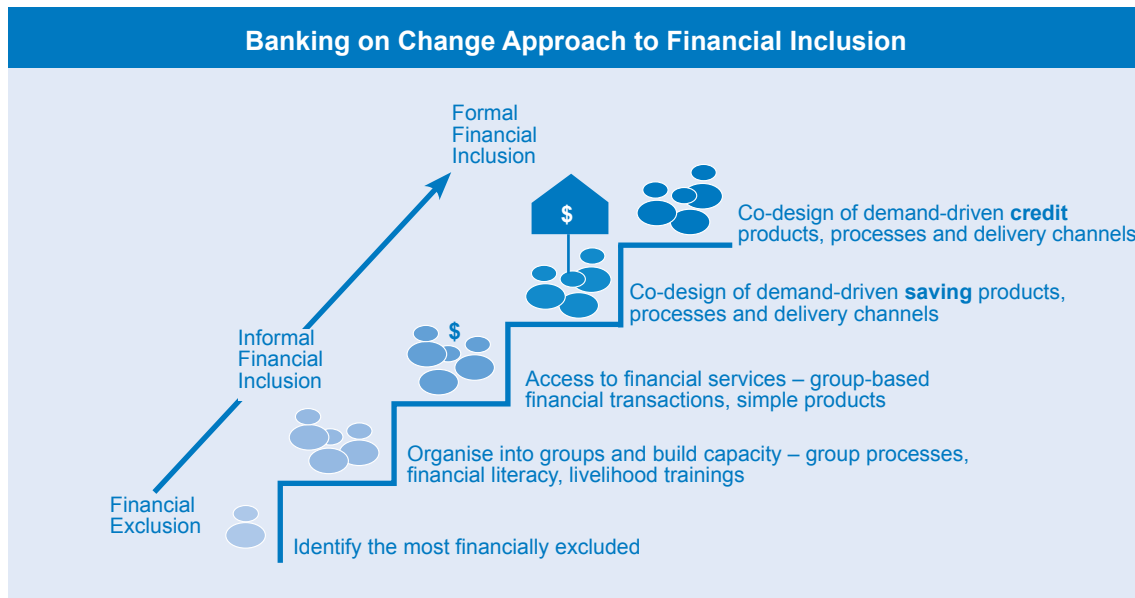 Banking on Change Approach to Financial Inclusion
Formal
Financial
Inclusion
$
Co-design of demand-driven credit
products, processes and delivery channels
Co-design of demand-driven saving products,
processes and delivery channels
$
Informal
Financial
Inclusion
Access to financial services – group-based
financial transactions, simple products
Organise into groups and build capacity – group processes,
financial literacy, livelihood trainings
Financial
Exclusion
Identify the most financially excluded